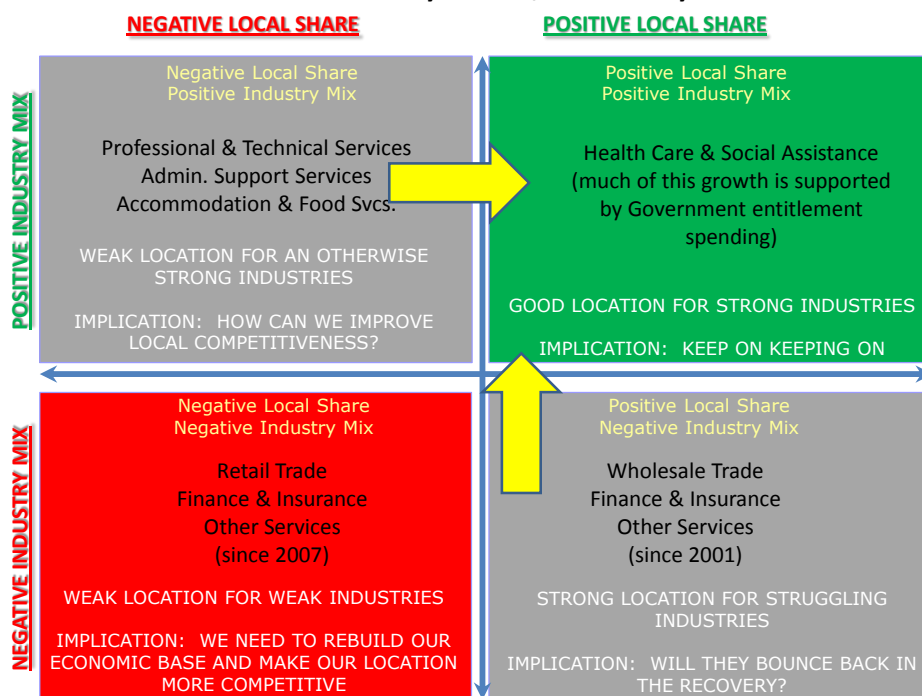 NEGATIVE LOCAL SHARE
POSITIVE LOCAL SHARE
POSITIVE INDUSTRY MIX
Negative Local Share
Positive Industry Mix
Professional & Technical Services
Admin. Support Services
Accommodation & Food Svcs.
WEAK LOCATION FOR AN OTHERWISE
STRONG INDUSTRIES
IMPLICATION: HOW CAN WE IMPROVE
LOCAL COMPETITIVENESS?
Positive Local Share
Positive Industry Mix
Health Care & Social Assistance
(much of this growth is supported
by Government entitlement
spending)
GOOD LOCATION FOR STRONG INDUSTRIES
IMPLICATION: KEEP ON KEEPING ON
NEGATIVE INDUSTRY MIX
Negative Local Share
Negative Industry Mix
Retail Trade
Finance & Insurance
Other Services
(since 2007)
WEAK LOCATION FOR WEAK INDUSTRIES
IMPLICATION: WE NEED TO REBUILD OUR
ECONOMIC BASE AND MAKE OUR LOCATION
MORE COMPETITIVE
Positive Local Share
Negative Industry Mix
Wholesale Trade
Finance & Insurance
Other Services
(since 2001)
STRONG LOCATION FOR STRUGGLING
INDUSTRIES
IMPLICATION: WILL THEY BOUNCE BACK IN
THE RECOVERY?